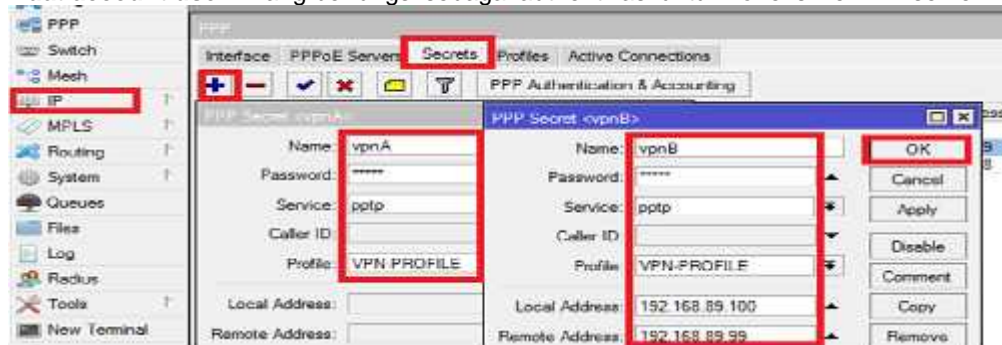 PPP
Switch
Mesh
IP
MPLS
Routing
System
Queues
Files
Log
Radius
Tools
New Terminal
PPP
Interface PPPoE Servers Secrets Profiles Active Connections
PPP Authentication & Accounting
PPP Secret <vpnA>
Name: vpnA
Password: *****
Service: pptp
Caller ID:
Profile: VPN-PROFILE
Local Address:
Remote Address:
PPP Secret <vpnB>
Name: vpnB
Password: *****
Service: pptp
Caller ID:
Profile: VPN-PROFILE
Local Address: 192.168.89.100
Remote Address: 192.168.89.99
OK
Cancel
Apply
Disable
Comment
Copy
Remove